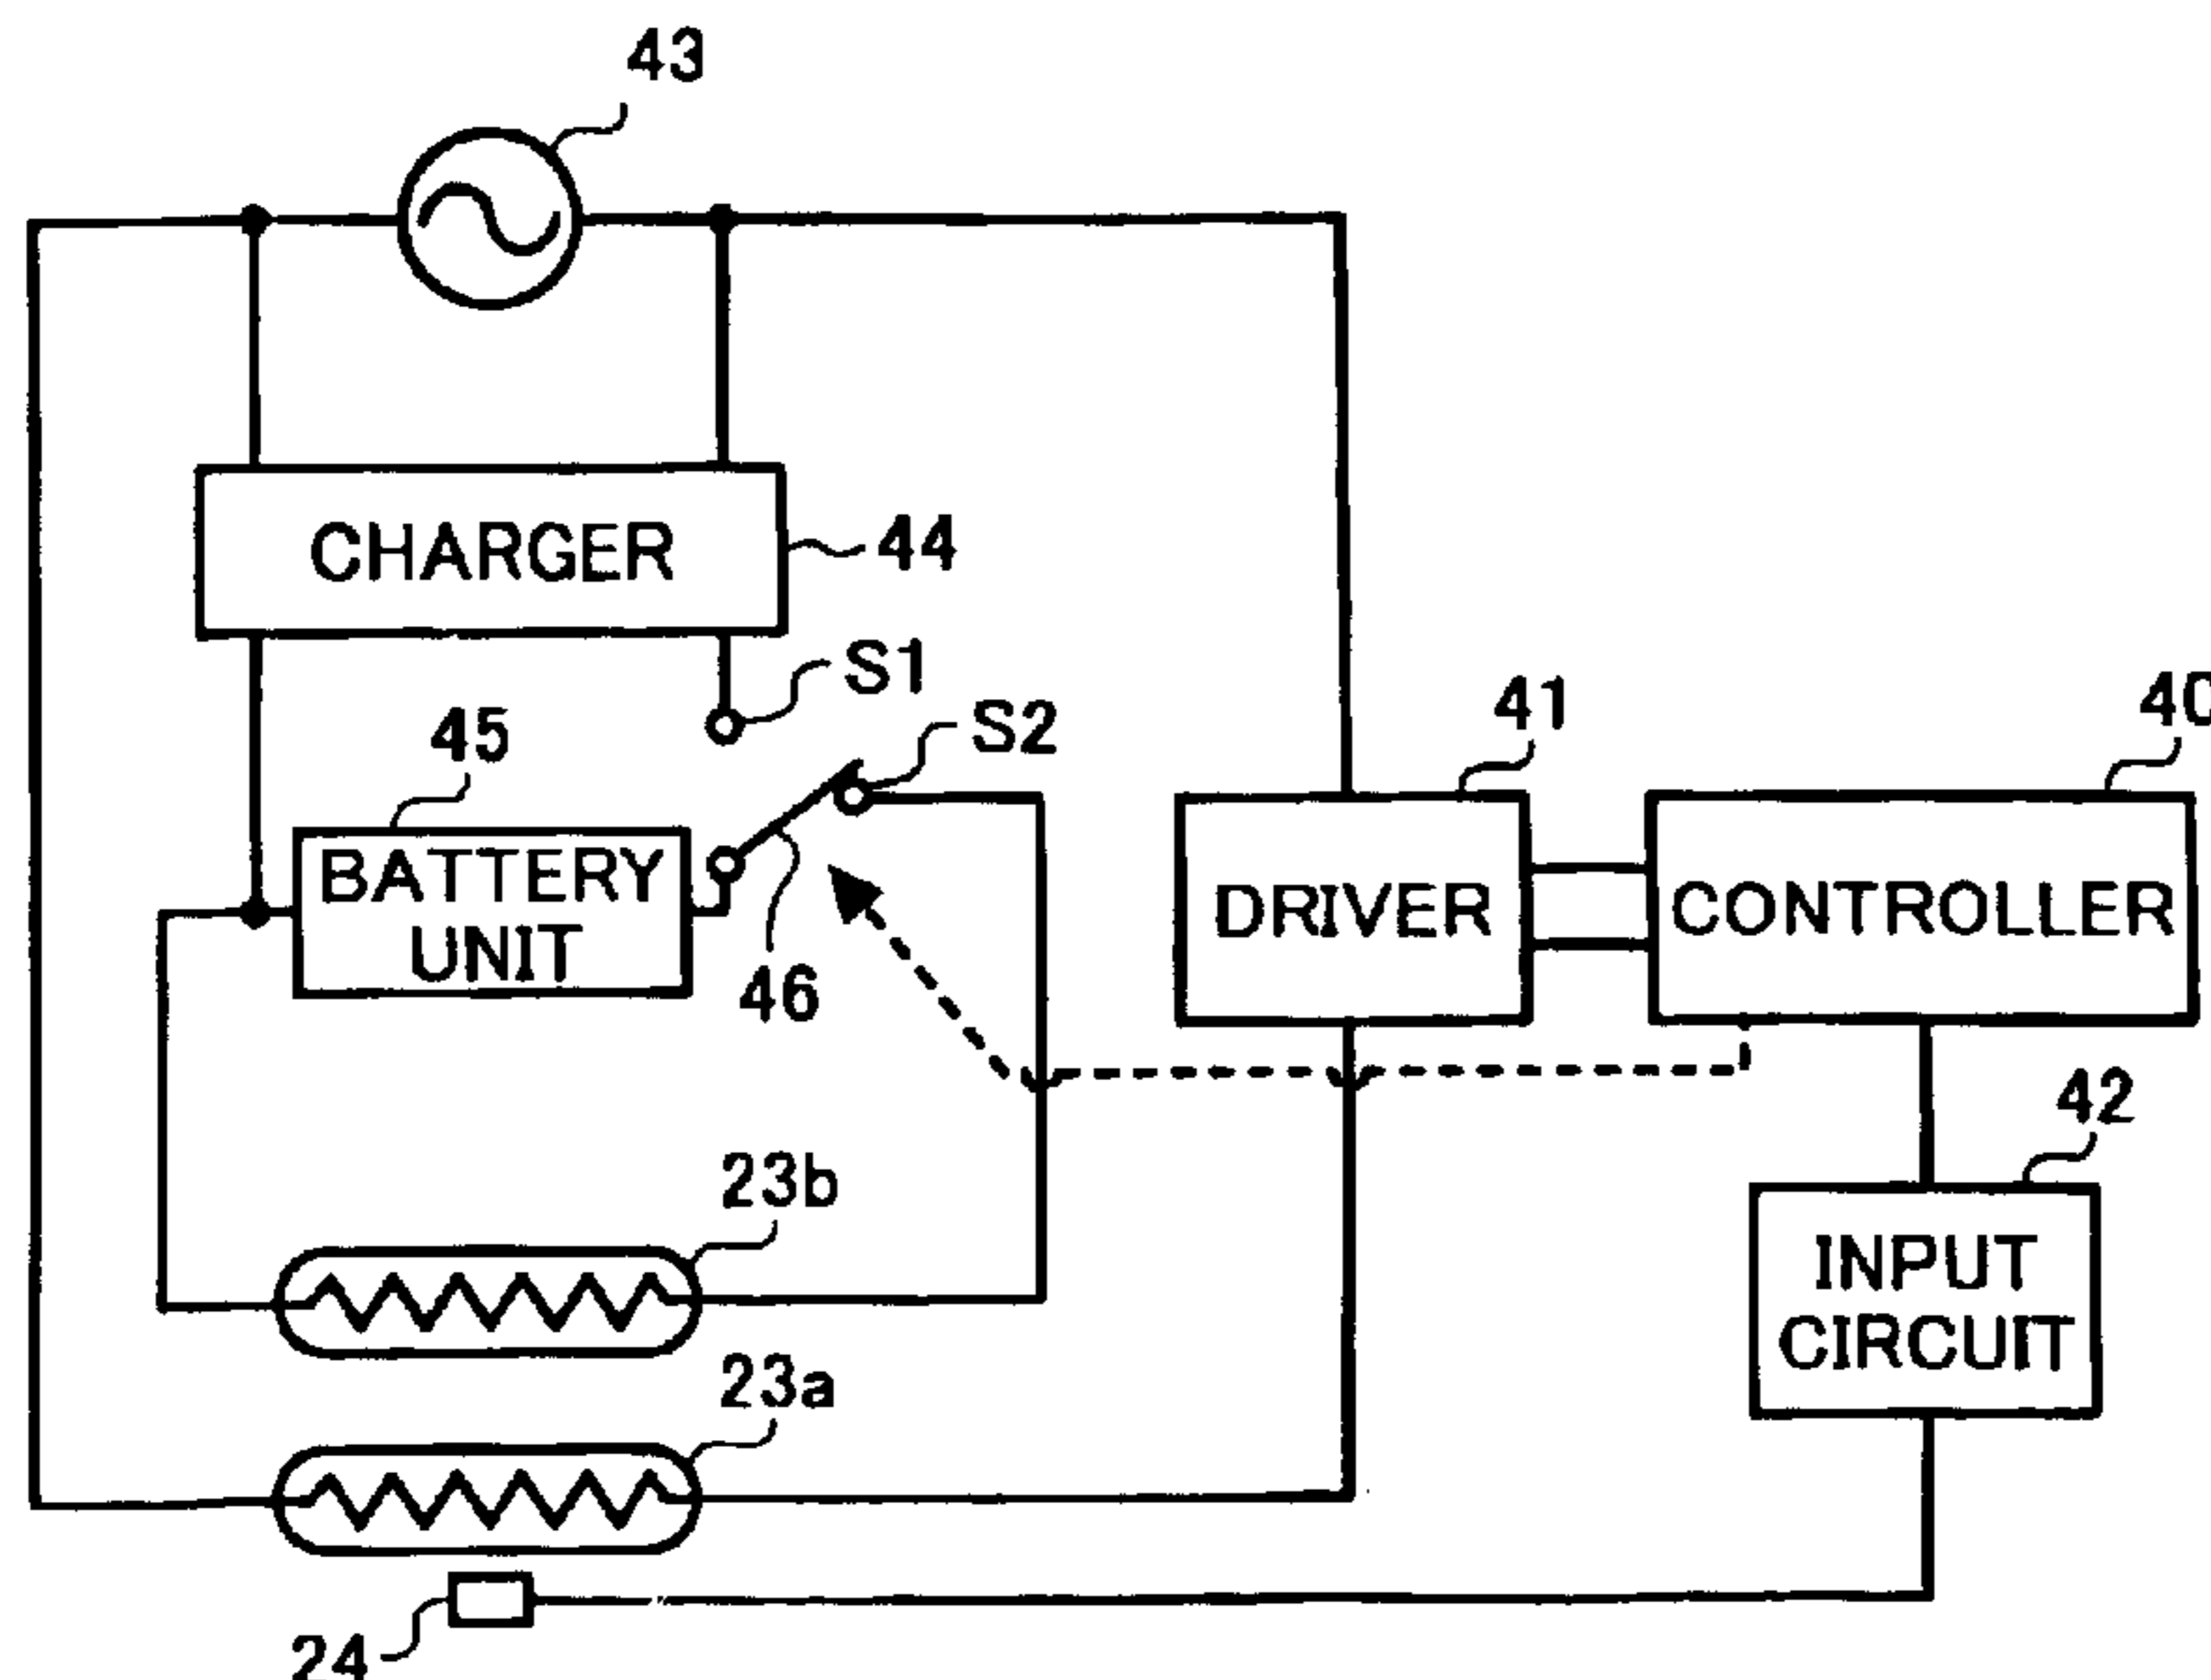 43
CHARGER
44
S1
S2
45
BATTERY
UNIT
46
41
40
DRIVER
CONTROLLER
42
INPUT
CIRCUIT
23b
23a
24